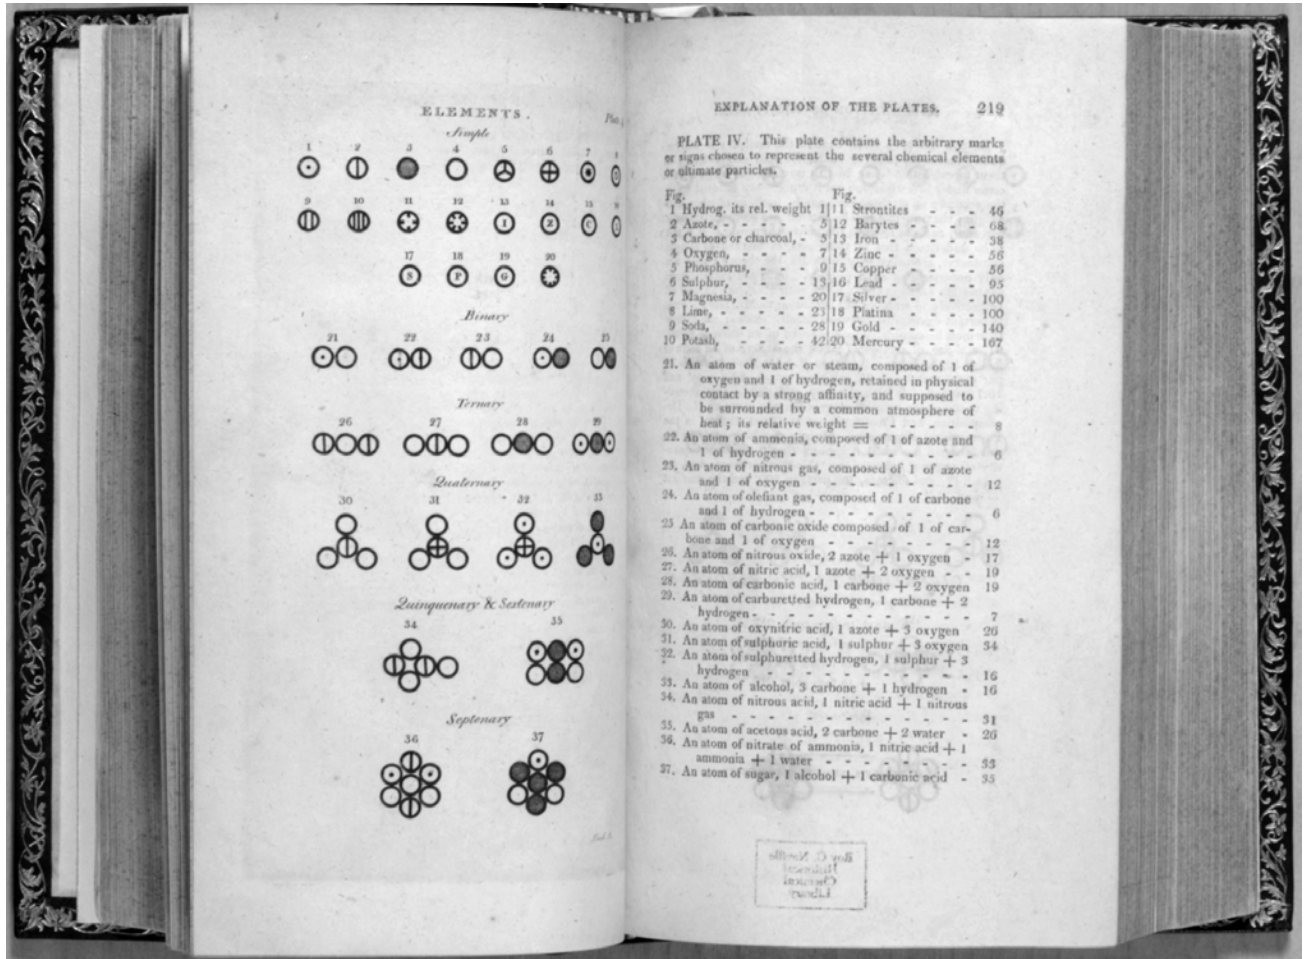 ELEMENTS.
Simple
1 2 3 4 5 6 7 8
9 10 11 12 13 14 15
I Z C
17 18 19 20
S P G
Binary
21 22 23 24 25
Ternary
26 27 28 29
Quaternary
30 31 32 33
Quinquenary & Sextenary
34 35
Septenary
36 37
EXPLANATION OF THE PLATES. 219
PLATE IV. This plate contains the arbitrary marks
or signs chosen to represent the several chemical elements
or ultimate particles.
Fig. Fig.
1 Hydrog. its rel. weight 1 11 Strontites - - - 46
2 Azote, - - - - 5 12 Barytes - - - - 68
3 Carbone or charcoal, - 5 13 Iron - - - - 38
4 Oxygen, - - - - 7 14 Zinc - - - - - 56
5 Phosphorus, - - - 9 15 Copper - - - - 56
6 Sulphur, - - - - 13 16 Lead - - - - - 95
7 Magnesia, - - - - 20 17 Silver - - - - 100
8 Lime, - - - - - 23 18 Platina - - - 100
9 Soda, - - - - - 28 19 Gold - - - - - 140
10 Potash, - - - - 42 20 Mercury - - - - 167
21. An atom of water or steam, composed of 1 of
oxygen and 1 of hydrogen, retained in physical
contact by a strong affinity, and supposed to
be surrounded by a common atmosphere of
heat; its relative weight = - - - - - 8
22. An atom of ammonia, composed of 1 of azote and
1 of hydrogen - - - - - - - - - - 6
23. An atom of nitrous gas, composed of 1 of azote
and 1 of oxygen - - - - - - - - - 12
24. An atom of olefiant gas, composed of 1 of carbone
and 1 of hydrogen - - - - - - - - - 6
25 An atom of carbonic oxide composed of 1 of car-
bone and 1 of oxygen - - - - - - - - 12
26. An atom of nitrous oxide, 2 azote + 1 oxygen - 17
27. An atom of nitric acid, 1 azote + 2 oxygen - - 19
28. An atom of carbonic acid, 1 carbone + 2 oxygen 19
29. An atom of carburetted hydrogen, 1 carbone + 2
hydrogen - - - - - - - - - - - - 7
30. An atom of oxynitric acid, 1 azote + 3 oxygen 26
31. An atom of sulphuric acid, 1 sulphur + 3 oxygen 34
32. An atom of sulphuretted hydrogen, 1 sulphur + 3
hydrogen - - - - - - - - - - - - 16
33. An atom of alcohol, 3 carbone + 1 hydrogen - 16
34. An atom of nitrous acid, 1 nitric acid + 1 nitrous
gas - - - - - - - - - - - - - - 31
35. An atom of acetous acid, 2 carbone + 2 water - 26
36. An atom of nitrate of ammonia, 1 nitric acid + 1
ammonia + 1 water - - - - - - - - - 33
37. An atom of sugar, 1 alcohol + 1 carbonic acid - 35
Historical
Chemical
Library